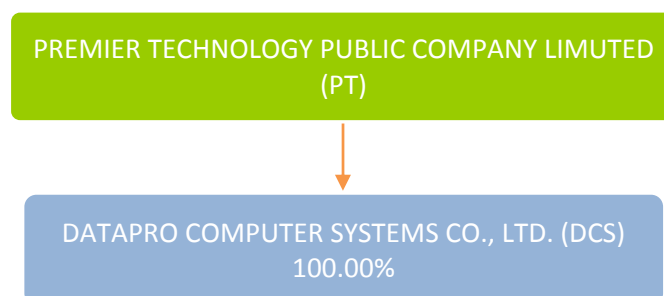 PREMIER TECHNOLOGY PUBLIC COMPANY LIMUTED
(PT)
DATAPRO COMPUTER SYSTEMS CO., LTD. (DCS)
100.00%